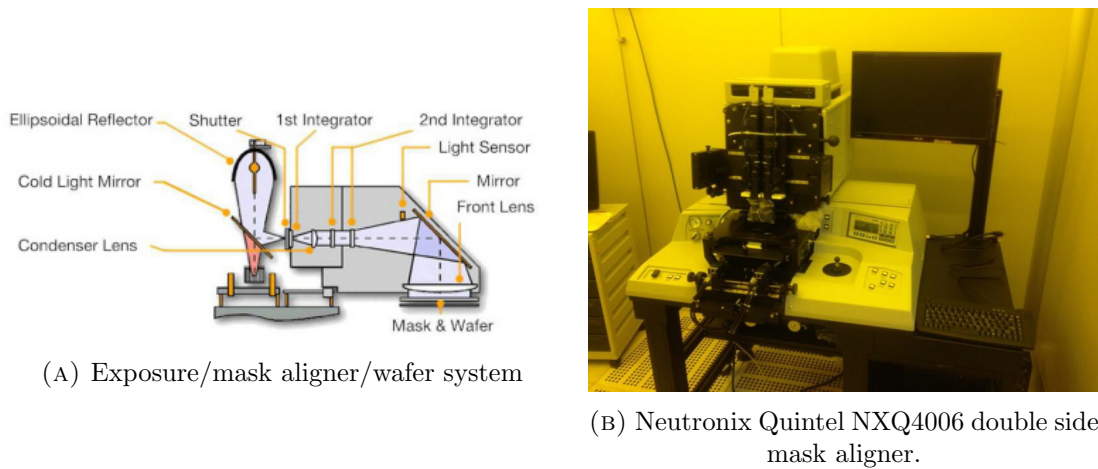 Ellipsoidal Reflector
Shutter
1st Integrator
2nd Integrator
Light Sensor
Cold Light Mirror
Mirror
Front Lens
Condenser Lens
Mask & Wafer
(A) Exposure/mask aligner/wafer system
(B) Neutronix Quintel NXQ4006 double side
mask aligner.